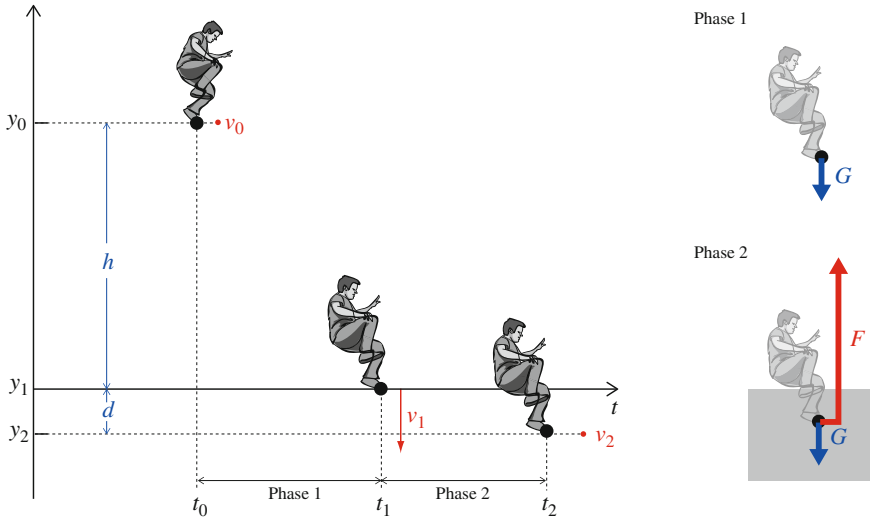 Phase 1
y₀
v₀
G
h
Phase 2
F
y₁
t
d
v₁
y₂
v₂
G
Phase 1
Phase 2
t₀
t₁
t₂